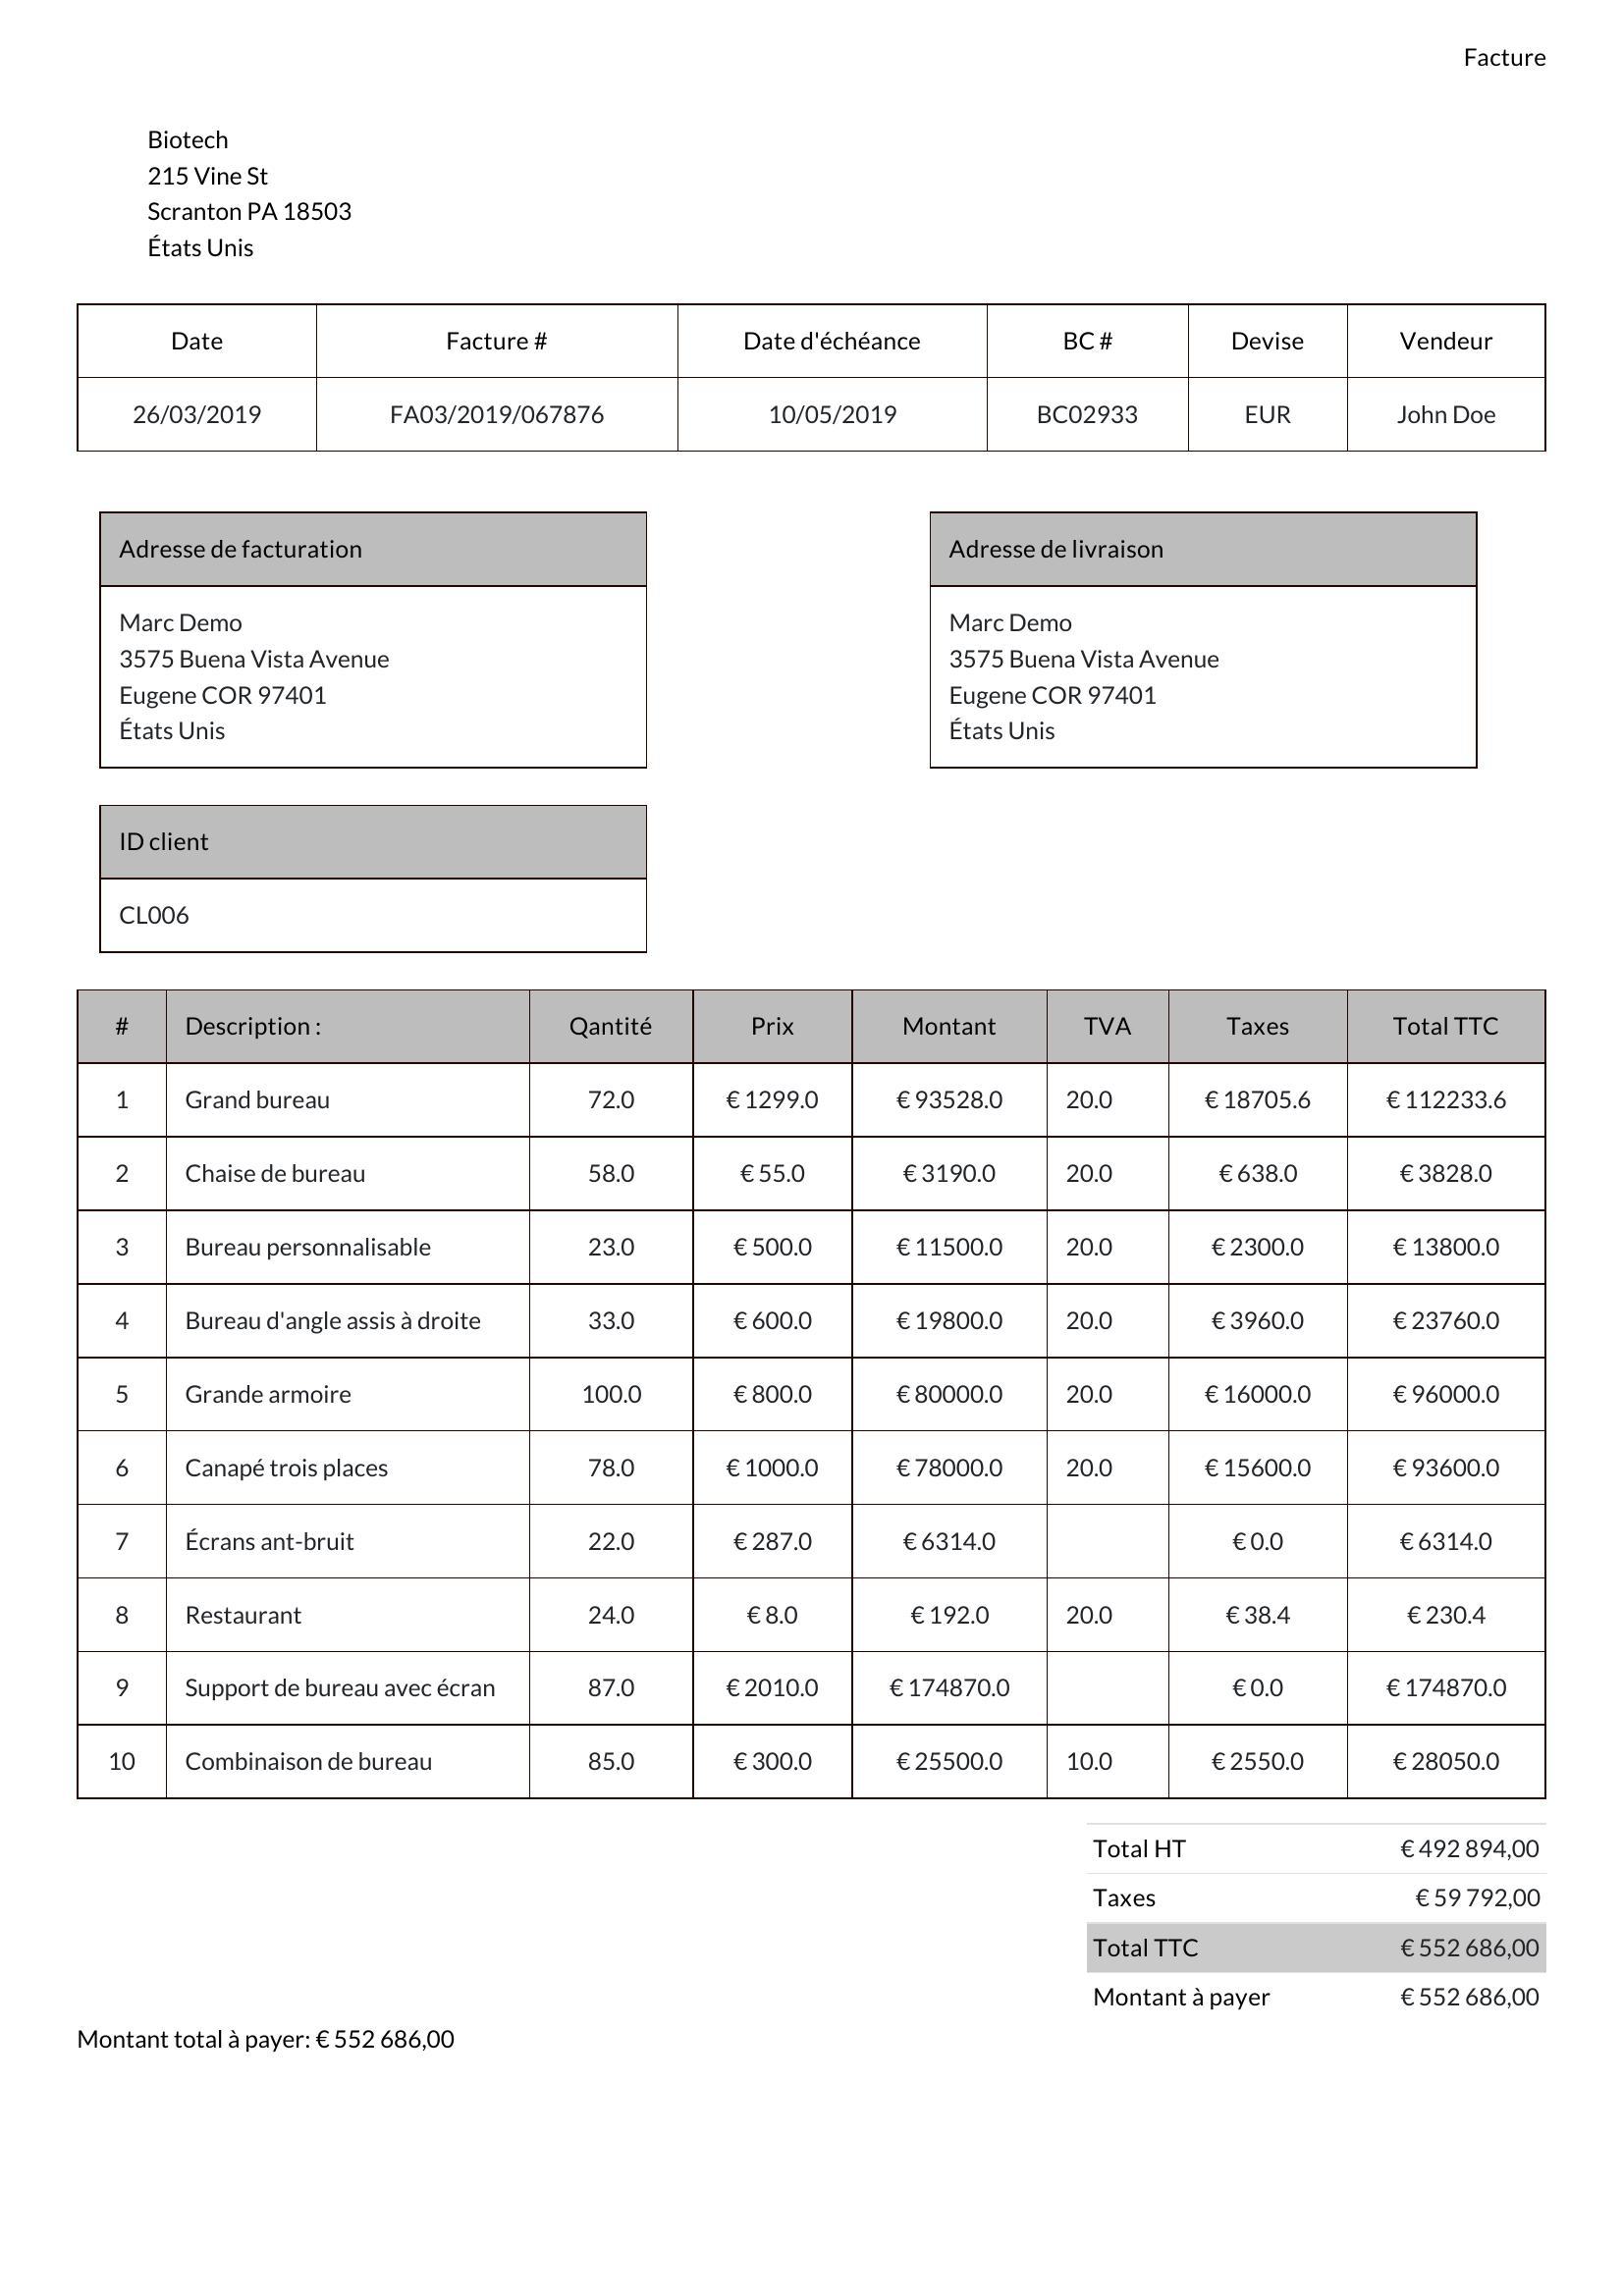 Facture
Biotech
215 Vine St
Scranton PA 18503
États Unis
Date Facture # Date d'échéance BC # Devise Vendeur
26/03/2019 FA03/2019/067876 10/05/2019 BC02933 EUR John Doe
Adresse de facturation
Marc Demo
3575 Buena Vista Avenue
Eugene COR 97401
États Unis
Adresse de livraison
Marc Demo
3575 Buena Vista Avenue
Eugene COR 97401
États Unis
ID client
CL006
# Description : Qantité Prix Montant TVA Taxes Total TTC
1 Grand bureau 72.0 € 1299.0 € 93528.0 20.0 € 18705.6 € 112233.6
2 Chaise de bureau 58.0 € 55.0 € 3190.0 20.0 € 638.0 € 3828.0
3 Bureau personnalisable 23.0 € 500.0 € 11500.0 20.0 € 2300.0 € 13800.0
4 Bureau d'angle assis à droite 33.0 € 600.0 € 19800.0 20.0 € 3960.0 € 23760.0
5 Grande armoire 100.0 € 800.0 € 80000.0 20.0 € 16000.0 € 96000.0
6 Canapé trois places 78.0 € 1000.0 € 78000.0 20.0 € 15600.0 € 93600.0
7 Écrans ant-bruit 22.0 € 287.0 € 6314.0 € 0.0 € 6314.0
8 Restaurant 24.0 € 8.0 € 192.0 20.0 € 38.4 € 230.4
9 Support de bureau avec écran 87.0 € 2010.0 € 174870.0 € 0.0 € 174870.0
10 Combinaison de bureau 85.0 € 300.0 € 25500.0 10.0 € 2550.0 € 28050.0
Total HT € 492 894,00
Taxes € 59 792,00
Total TTC € 552 686,00
Montant à payer € 552 686,00
Montant total à payer: € 552 686,00